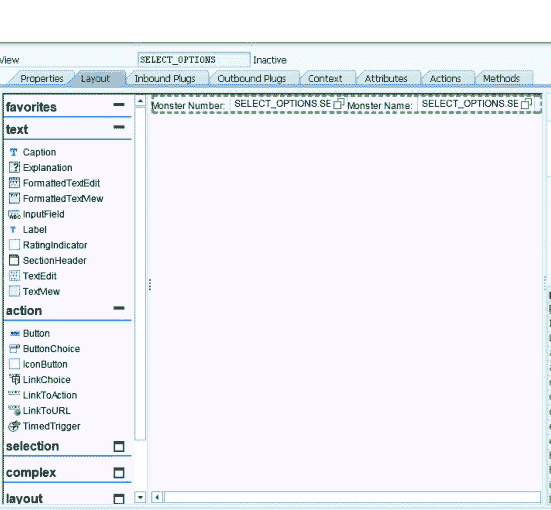 View SELECT_OPTIONS Inactive
Properties Layout Inbound Plugs Outbound Plugs Context Attributes Actions Methods
favorites
Monster Number: SELECT_OPTIONS.SE Monster Name: SELECT_OPTIONS.SE
text
Caption
Explanation
FormattedTextEdit
FormattedTextView
InputField
Label
RatingIndicator
SectionHeader
TextEdit
TextView
action
Button
ButtonChoice
IconButton
LinkChoice
LinkToAction
LinkToURL
TimedTrigger
selection
complex
layout